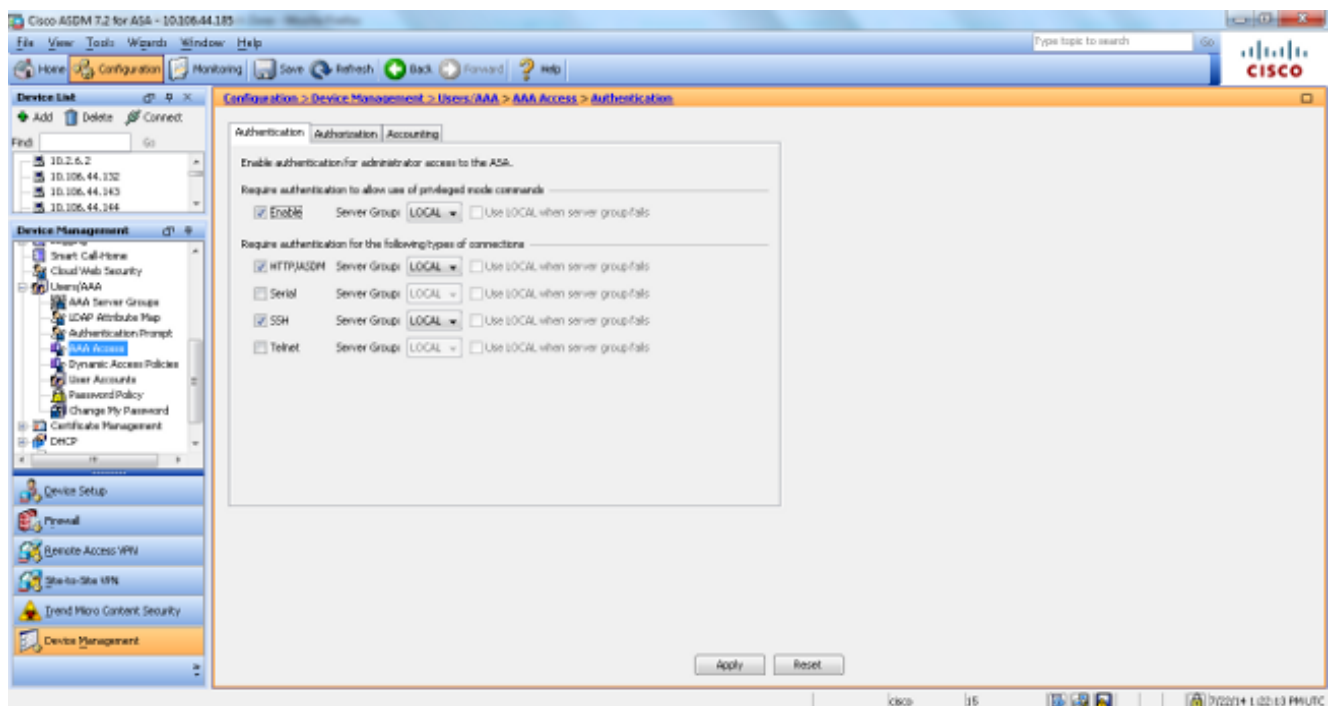 Cisco ASDM 7.2 for ASA - 10.106.44.185
File View Tools Wizards Window Help
Type topic to search Go
Home Configuration Monitoring Save Refresh Back Forward Help
CISCO
Device List
Add Delete Connect
Find: Go
10.2.6.2
10.106.44.132
10.106.44.143
10.106.44.144
Device Management
Smart Call-Home
Cloud Web Security
Users/AAA
AAA Server Groups
LDAP Attribute Map
Authentication Prompt
AAA Access
Dynamic Access Policies
User Accounts
Password Policy
Change My Password
Certificate Management
DHCP
Device Setup
Firewall
Remote Access VPN
Site-to-Site VPN
Trend Micro Content Security
Device Management
Configuration > Device Management > Users/AAA > AAA Access > Authentication
Authentication Authorization Accounting
Enable authentication for administrator access to the ASA.
Require authentication to allow use of privileged mode commands
Enable Server Group: LOCAL Use LOCAL when server group fails
Require authentication for the following types of connections
HTTP/ASDM Server Group: LOCAL Use LOCAL when server group fails
Serial Server Group: LOCAL Use LOCAL when server group fails
SSH Server Group: LOCAL Use LOCAL when server group fails
Telnet Server Group: LOCAL Use LOCAL when server group fails
Apply Reset
cisco 15 7/22/14 1:22:13 PM UTC